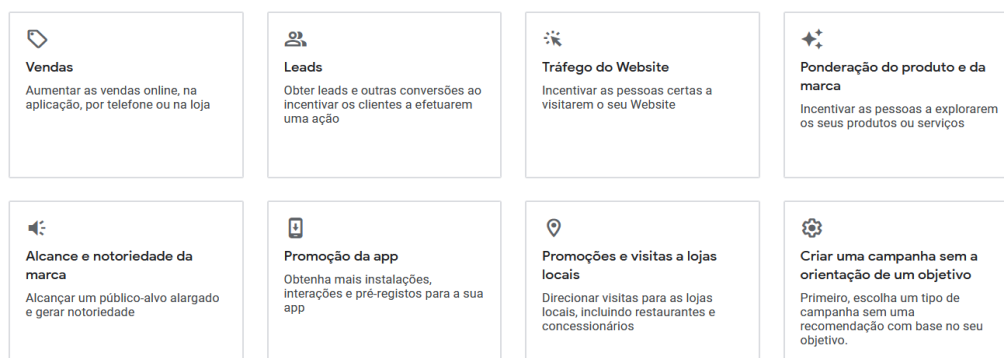 Vendas
Aumentar as vendas online, na
aplicação, por telefone ou na loja
Leads
Obter leads e outras conversões ao
incentivar os clientes a efetuarem
uma ação
Tráfego do Website
Incentivar as pessoas certas a
visitarem o seu Website
Ponderação do produto e da
marca
Incentivar as pessoas a explorarem
os seus produtos ou serviços
Alcance e notoriedade da
marca
Alcançar um público-alvo alargado
e gerar notoriedade
Promoção da app
Obtenha mais instalações,
interações e pré-registos para a sua
app
Promoções e visitas a lojas
locais
Direcionar visitas para as lojas
locais, incluindo restaurantes e
concessionários
Criar uma campanha sem a
orientação de um objetivo
Primeiro, escolha um tipo de
campanha sem uma
recomendação com base no seu
objetivo.